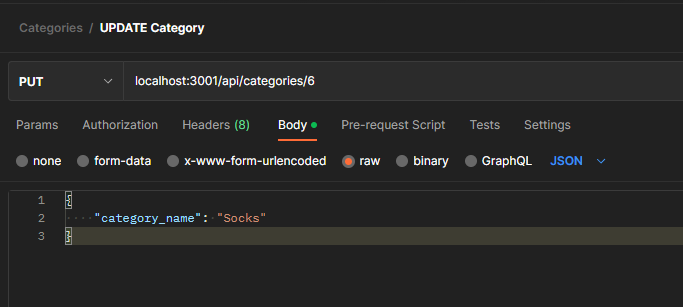 Categories / UPDATE Category
PUT localhost:3001/api/categories/6
Params Authorization Headers (8) Body Pre-request Script Tests Settings
none form-data x-www-form-urlencoded raw binary GraphQL JSON
1 {
2 "category_name": "Socks"
3 }